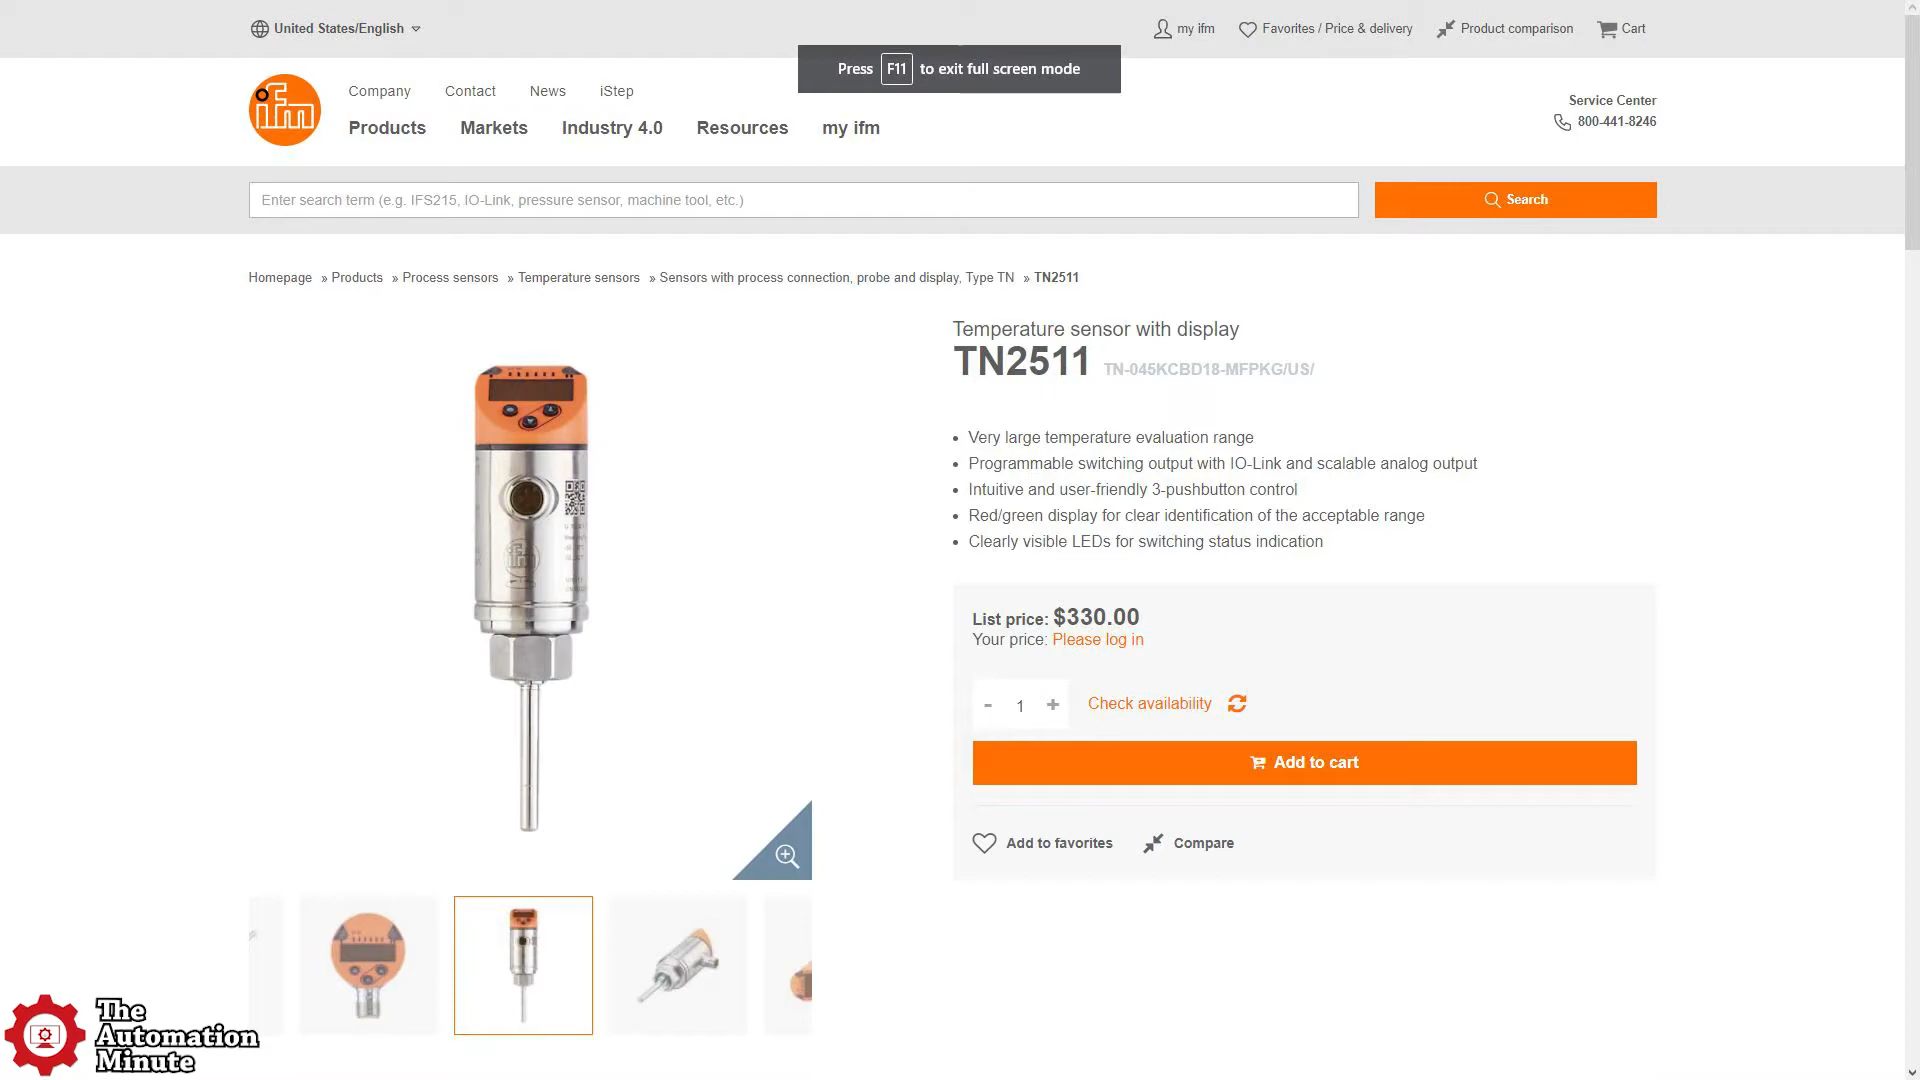 United States/English
my ifm
Favorites / Price & delivery
Product comparison
Cart
Press F11 to exit full screen mode
ifm
Company
Contact
News
iStep
Products
Markets
Industry 4.0
Resources
my ifm
Service Center
800-441-8246
Enter search term (e.g. IFS215, IO-Link, pressure sensor, machine tool, etc.)
Search
Homepage » Products » Process sensors » Temperature sensors » Sensors with process connection, probe and display, Type TN » TN2511
Temperature sensor with display
TN2511 TN-045KCBD18-MFPKG/US/
• Very large temperature evaluation range
• Programmable switching output with IO-Link and scalable analog output
• Intuitive and user-friendly 3-pushbutton control
• Red/green display for clear identification of the acceptable range
• Clearly visible LEDs for switching status indication
List price: $330.00
Your price: Please log in
- 1 +
Check availability
Add to cart
Add to favorites
Compare
ifm
The
Automation
Minute